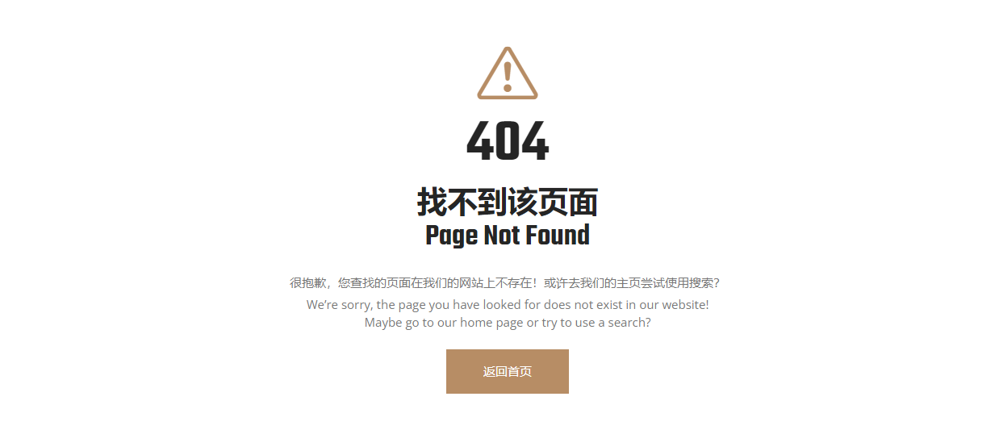 404
找不到该页面
Page Not Found
很抱歉，您查找的页面在我们的网站上不存在！或许去我们的主页尝试使用搜索？
We’re sorry, the page you have looked for does not exist in our website!
Maybe go to our home page or try to use a search?
返回首页